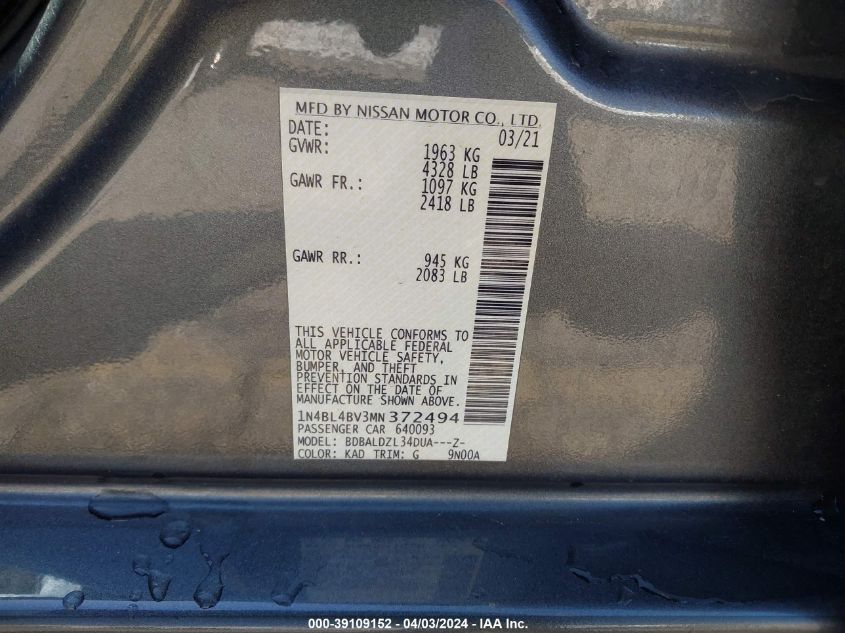 MFD BY NISSAN MOTOR CO., LTD.
DATE: 03/21
GVWR: 1963 KG
4328 LB
GAWR FR.: 1097 KG
2418 LB
GAWR RR.: 945 KG
2083 LB
THIS VEHICLE CONFORMS TO
ALL APPLICABLE FEDERAL
MOTOR VEHICLE SAFETY,
BUMPER, AND THEFT
PREVENTION STANDARDS IN
EFFECT ON THE DATE OF
MANUFACTURE SHOWN ABOVE.
1N4BL4BV3MN372494
PASSENGER CAR 640093
MODEL: BDBALDZL34DUA---Z-
COLOR: KAD TRIM: G 9N00A
000-39109152 - 04/03/2024 - IAA Inc.